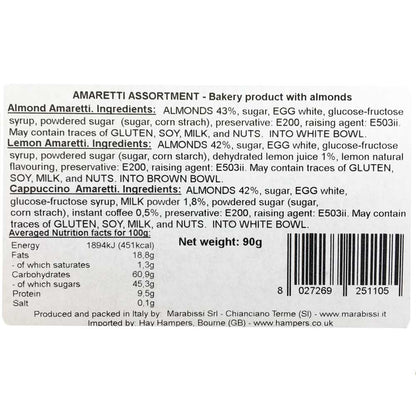 AMARETTI ASSORTMENT - Bakery product with almonds
Almond Amaretti. Ingredients: ALMONDS 43%, sugar, EGG white, glucose-fructose
syrup, powdered sugar (sugar, corn strach), preservative: E200, raising agent: E503ii.
May contain traces of GLUTEN, SOY, MILK, and NUTS. INTO WHITE BOWL.
Lemon Amaretti. Ingredients: ALMONDS 42%, sugar, EGG white, glucose-fructose
syrup, powdered sugar (sugar, corn starch), dehydrated lemon juice 1%, lemon natural
flavouring, preservative: E200, raising agent: E503ii. May contain traces of GLUTEN,
SOY, MILK, and NUTS. INTO BROWN BOWL.
Cappuccino Amaretti. Ingredients: ALMONDS 42%, sugar, EGG white,
glucose-fructose syrup, MILK powder 1,8%, powdered sugar (sugar,
corn strach), instant coffee 0,5%, preservative: E200, raising agent: E503ii. May contain
traces of GLUTEN, SOY, MILK, and NUTS. INTO WHITE BOWL.
Averaged Nutrition facts for 100g:
Energy 1894kJ (451kcal)
Fats 18,8g
- of which saturates 1,3g
Carbohydrates 60,9g
- of which sugars 45,3g
Protein 9,5g
Salt 0,1g
Net weight: 90g
8 027269 251105
Produced and packed in Italy by: Marabissi Srl - Chianciano Terme (SI) - www.marabissi.it
Imported by: Hay Hampers, Bourne (GB) - www.hampers.co.uk